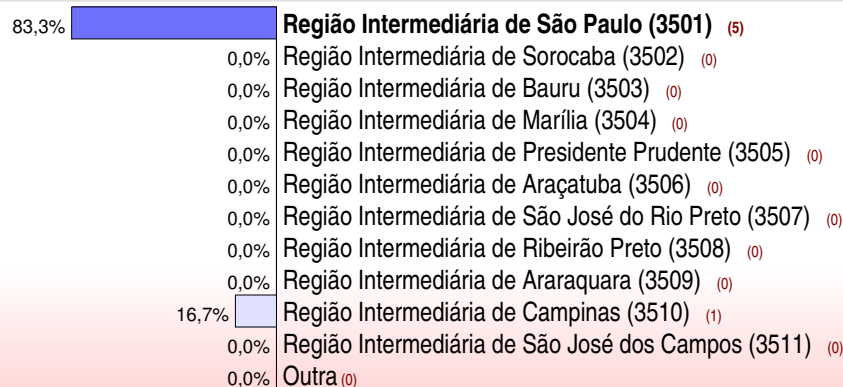 83,3% Região Intermediária de São Paulo (3501) (5)
0,0% Região Intermediária de Sorocaba (3502) (0)
0,0% Região Intermediária de Bauru (3503) (0)
0,0% Região Intermediária de Marília (3504) (0)
0,0% Região Intermediária de Presidente Prudente (3505) (0)
0,0% Região Intermediária de Araçatuba (3506) (0)
0,0% Região Intermediária de São José do Rio Preto (3507) (0)
0,0% Região Intermediária de Ribeirão Preto (3508) (0)
0,0% Região Intermediária de Araraquara (3509) (0)
16,7% Região Intermediária de Campinas (3510) (1)
0,0% Região Intermediária de São José dos Campos (3511) (0)
0,0% Outra (0)